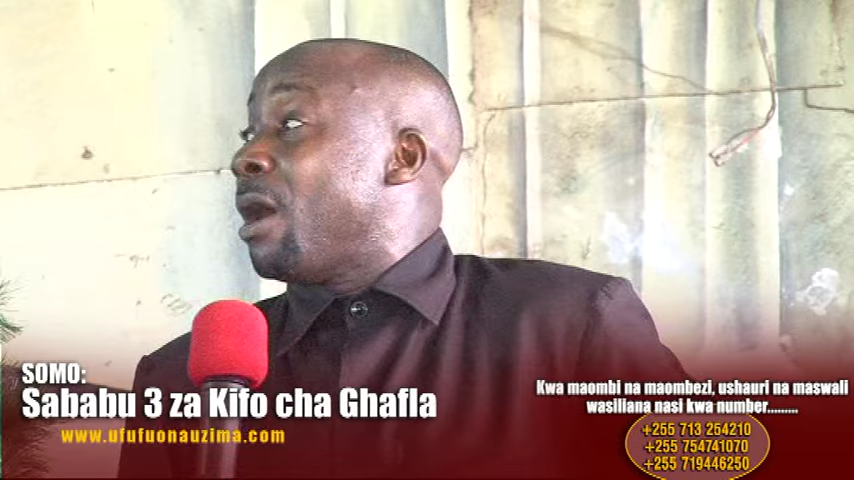 SOMO:
Sababu 3 za Kifo cha Ghafla
www.ufufuonauzima.com
Kwa maombi na maombezi, ushauri na maswali
wasiliana nasi kwa number.........
+255 713 254210
+255 754741070
+255 719446250